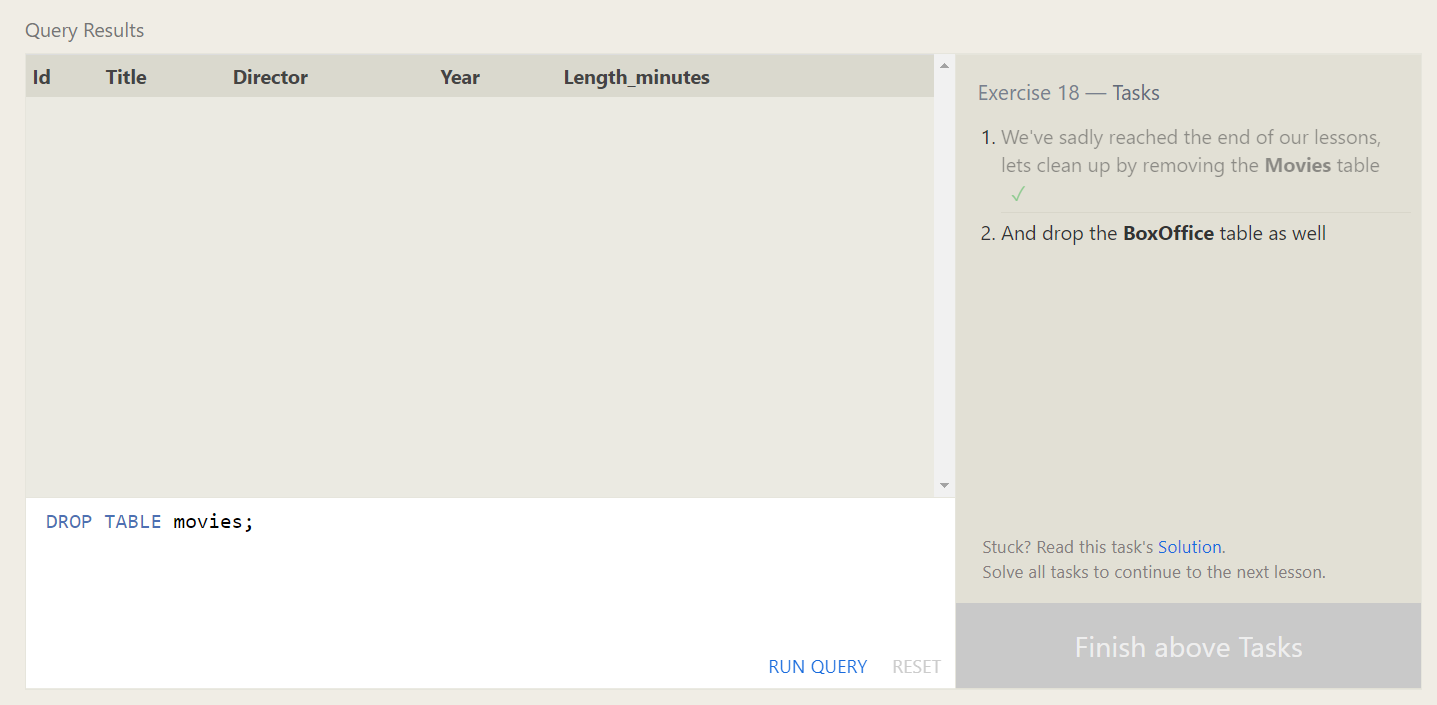 Query Results
Id Title Director Year Length_minutes
DROP TABLE movies;
RUN QUERY RESET
Exercise 18 — Tasks
1. We've sadly reached the end of our lessons,
lets clean up by removing the Movies table
✓
2. And drop the BoxOffice table as well
Stuck? Read this task's Solution.
Solve all tasks to continue to the next lesson.
Finish above Tasks